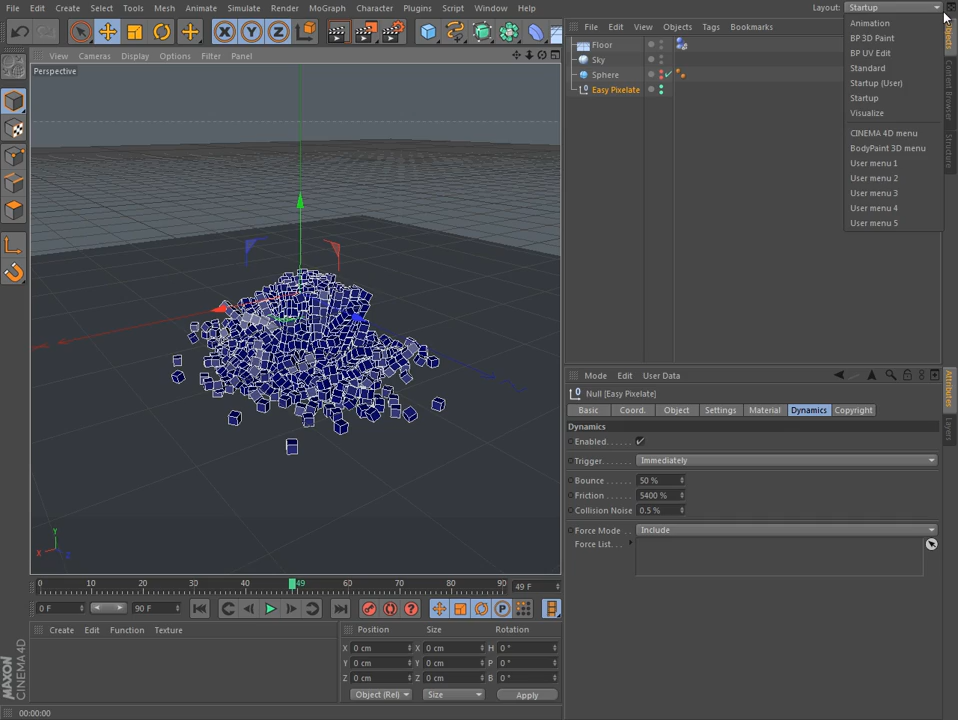 File Edit Create Select Tools Mesh Animate Simulate Render MoGraph Character Plugins Script Window Help Layout: Startup
X Y Z
View Cameras Display Options Filter Panel
Perspective
File Edit View Objects Tags Bookmarks
Floor
Sky
Sphere
Easy Pixelate
Animation
BP 3D Paint
BP UV Edit
Standard
Startup (User)
Startup
Visualize
CINEMA 4D menu
BodyPaint 3D menu
User menu 1
User menu 2
User menu 3
User menu 4
User menu 5
Objects
Content Browser
Structure
Mode Edit User Data
Null [Easy Pixelate]
Basic Coord. Object Settings Material Dynamics Copyright
Dynamics
Enabled. . . . . .
Trigger. . . . . . . Immediately
Bounce . . . . . . 50 %
Friction . . . . . . 5400 %
Collision Noise 0.5 %
Force Mode . . Include
Force List. . .
Attributes
Layers
Y
X Z
0 10 20 30 40 49 60 70 80 90 49 F
0 F 90 F
P
Create Edit Function Texture
Position Size Rotation
X 0 cm X 0 cm H 0 °
Y 0 cm Y 0 cm P 0 °
Z 0 cm Z 0 cm B 0 °
Object (Rel) Size Apply
MAXON
CINEMA 4D
00:00:00